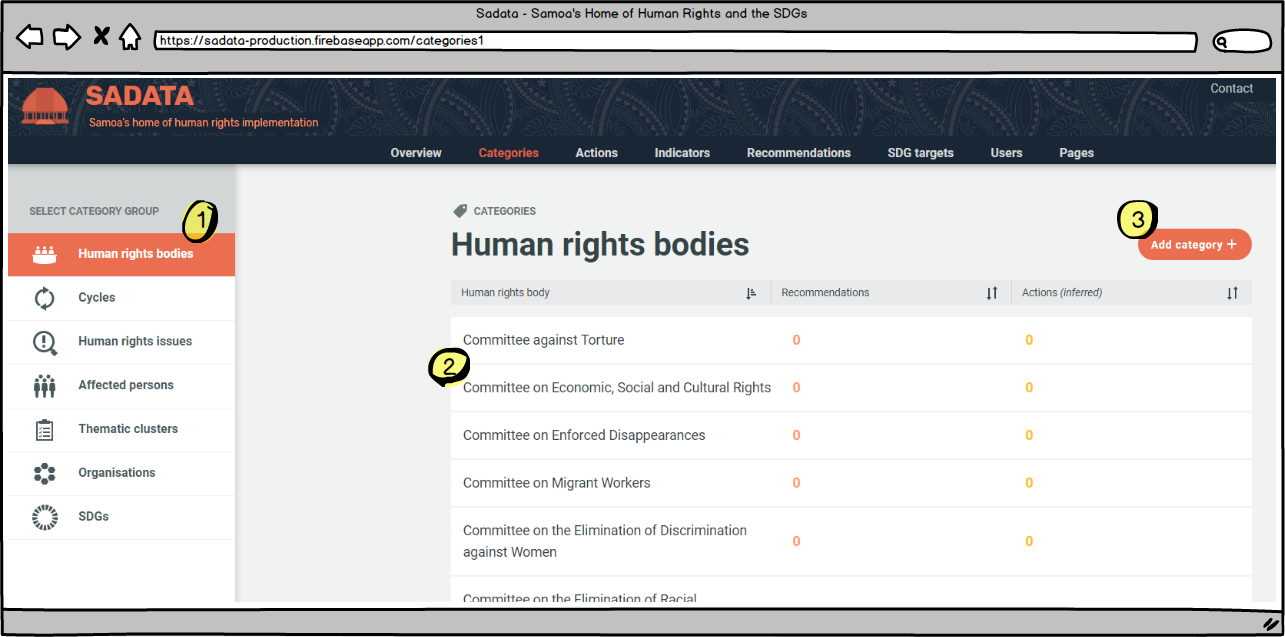 Sadata - Samoa's Home of Human Rights and the SDGs
https://sadata-production.firebaseapp.com/categories1
SADATA
Samoa's home of human rights implementation
Contact
Overview Categories Actions Indicators Recommendations SDG targets Users Pages
SELECT CATEGORY GROUP
1
Human rights bodies
Cycles
Human rights issues
Affected persons
Thematic clusters
Organisations
SDGs
CATEGORIES
Human rights bodies
3
Add category +
Human rights body Recommendations Actions (inferred)
Committee against Torture 0 0
2
Committee on Economic, Social and Cultural Rights 0 0
Committee on Enforced Disappearances 0 0
Committee on Migrant Workers 0 0
Committee on the Elimination of Discrimination
against Women 0 0
Committee on the Elimination of Racial